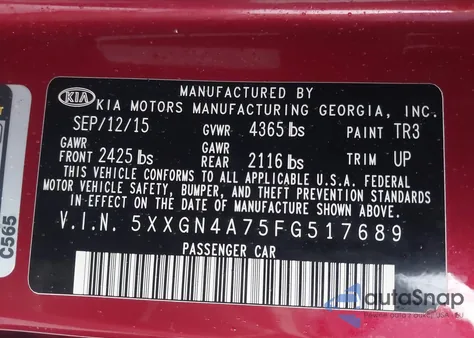 MANUFACTURED BY
KIA KIA MOTORS MANUFACTURING GEORGIA, INC.
SEP/12/15 GVWR 4365 lbs PAINT TR3
GAWR GAWR
FRONT 2425 lbs REAR 2116 lbs TRIM UP
THIS VEHICLE CONFORMS TO ALL APPLICABLE U.S.A. FEDERAL
MOTOR VEHICLE SAFETY, BUMPER, AND THEFT PREVENTION STANDARDS
IN EFFECT ON THE DATE OF MANUFACTURE SHOWN ABOVE.
V.I.N. 5XXGN4A75FG517689
PASSENGER CAR
C565
autoSnap